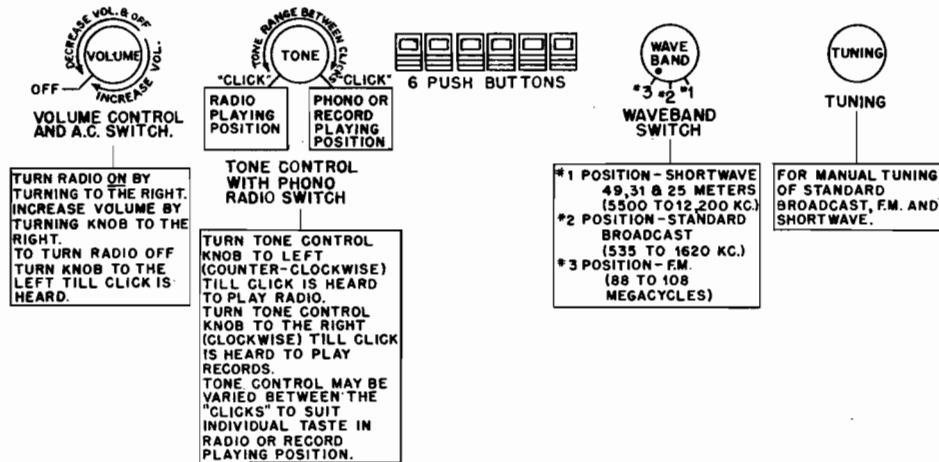 DECREASE VOL. & OFF
VOLUME
INCREASE VOL.
OFF
VOLUME CONTROL
AND A.C. SWITCH.
TURN RADIO ON BY
TURNING TO THE RIGHT.
INCREASE VOLUME BY
TURNING KNOB TO THE
RIGHT.
TO TURN RADIO OFF
TURN KNOB TO THE
LEFT TILL CLICK IS
HEARD.
TONE RANGE BETWEEN CLICKS
TONE
"CLICK"
"CLICK"
RADIO
PLAYING
POSITION
PHONO OR
RECORD
PLAYING
POSITION
TONE CONTROL
WITH PHONO
RADIO SWITCH
TURN TONE CONTROL
KNOB TO LEFT
(COUNTER-CLOCKWISE)
TILL CLICK IS HEARD
TO PLAY RADIO.
TURN TONE CONTROL
KNOB TO THE RIGHT
(CLOCKWISE) TILL CLICK
IS HEARD TO PLAY
RECORDS.
TONE CONTROL MAY BE
VARIED BETWEEN THE
"CLICKS" TO SUIT
INDIVIDUAL TASTE IN
RADIO OR RECORD
PLAYING POSITION.
6 PUSH BUTTONS
WAVE
BAND
#3 #2 #1
WAVEBAND
SWITCH
#1 POSITION-SHORTWAVE
49,31 & 25 METERS
(5500 TO 12,200 KC.)
#2 POSITION-STANDARD
BROADCAST
(535 TO 1620 KC.)
#3 POSITION-F.M.
(88 TO 108
MEGACYCLES)
TUNING
TUNING
FOR MANUAL TUNING
OF STANDARD
BROADCAST, F.M. AND
SHORTWAVE.